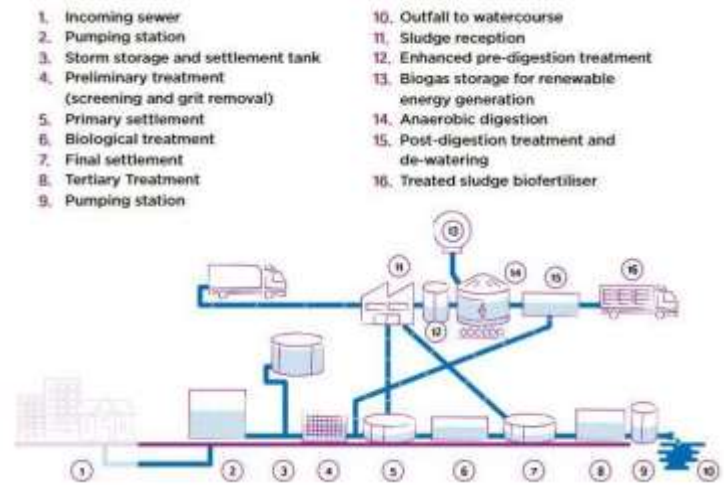 1. Incoming sewer
2. Pumping station
3. Storm storage and settlement tank
4. Preliminary treatment
(screening and grit removal)
5. Primary settlement
6. Biological treatment
7. Final settlement
8. Tertiary Treatment
9. Pumping station
10. Outfall to watercourse
11. Sludge reception
12. Enhanced pre-digestion treatment
13. Biogas storage for renewable
energy generation
14. Anaerobic digestion
15. Post-digestion treatment and
de-watering
16. Treated sludge biofertiliser
13
11
14
15
16
12
1
2
3
4
5
6
7
8
9
10